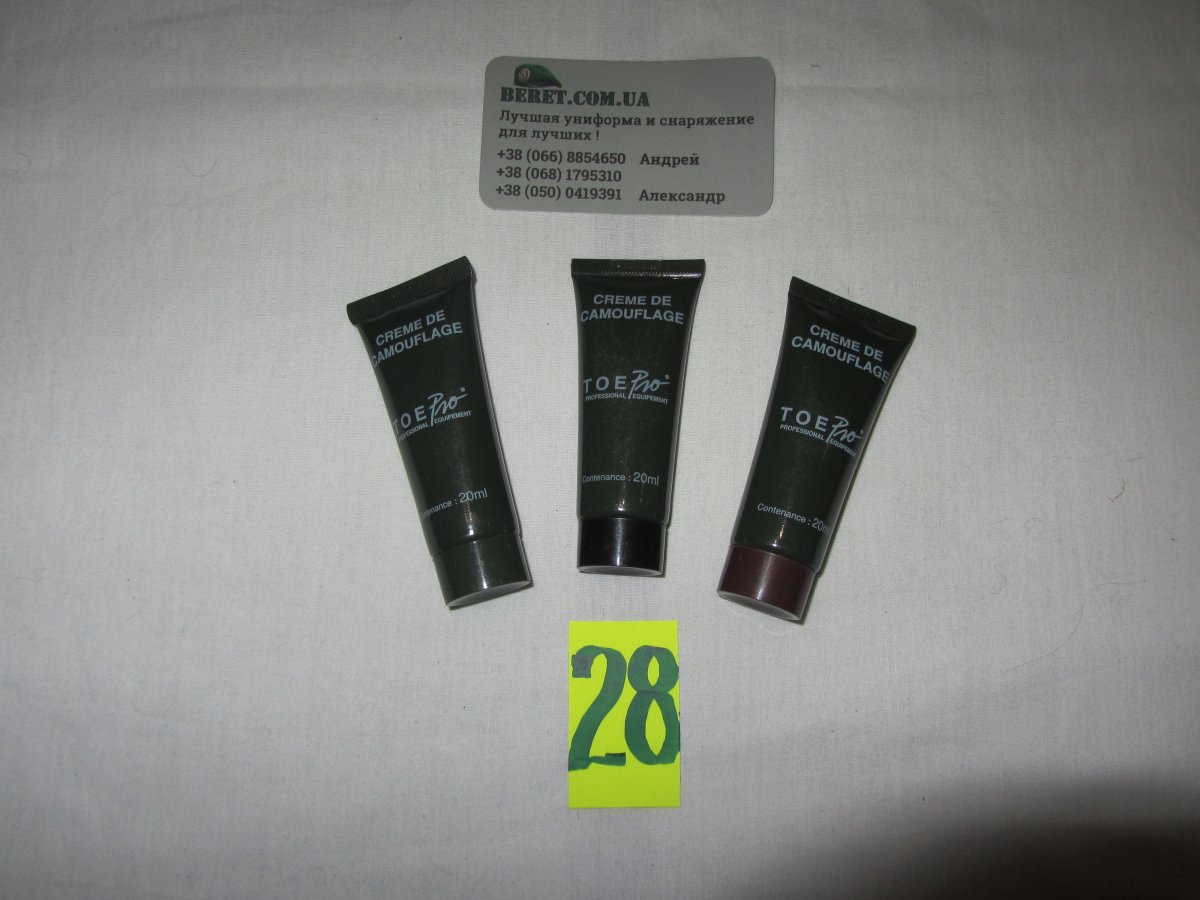 BERET.COM.UA
Лучшая униформа и снаряжение
для лучших !
+38 (066) 8854650 Андрей
+38 (068) 1795310
+38 (050) 0419391 Александр
CREME DE
CAMOUFLAGE
TOE Pro
PROFESSIONAL EQUIPEMENT
Contenance : 20ml
CREME DE
CAMOUFLAGE
TOE Pro
PROFESSIONAL EQUIPEMENT
Contenance : 20ml
CREME DE
CAMOUFLAGE
TOE Pro
PROFESSIONAL EQUIPEMENT
Contenance : 20ml
28